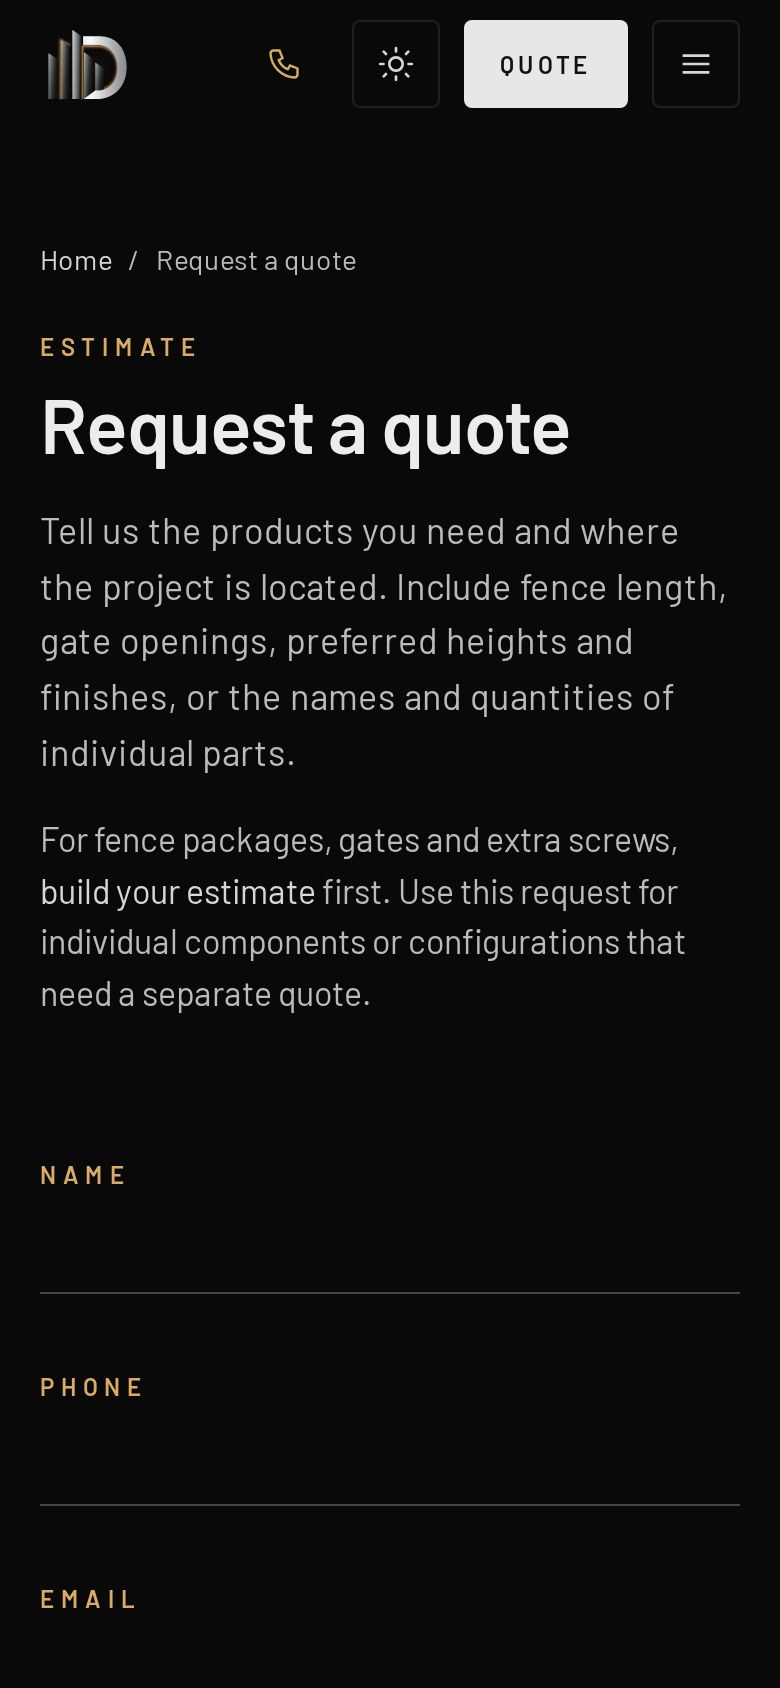 D
QUOTE
Home / Request a quote
ESTIMATE
Request a quote
Tell us the products you need and where
the project is located. Include fence length,
gate openings, preferred heights and
finishes, or the names and quantities of
individual parts.
For fence packages, gates and extra screws,
build your estimate first. Use this request for
individual components or configurations that
need a separate quote.
NAME
PHONE
EMAIL